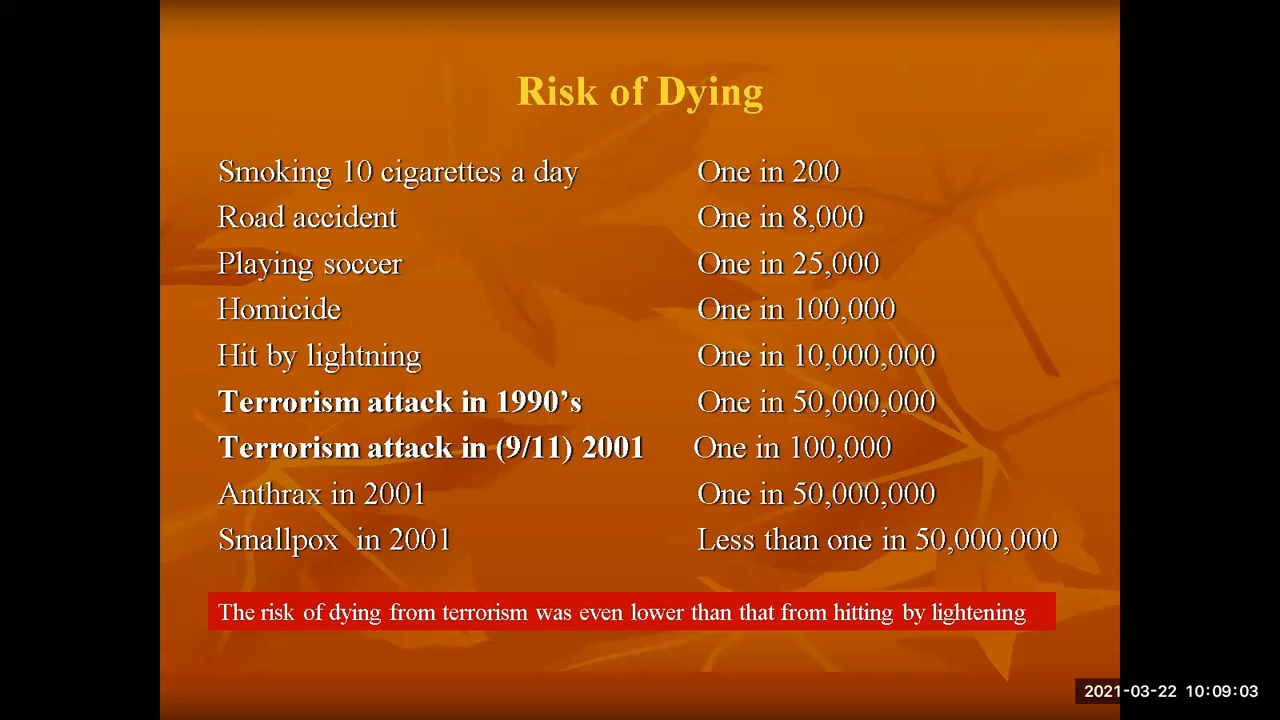 Risk of Dying
Smoking 10 cigarettes a day One in 200
Road accident One in 8,000
Playing soccer One in 25,000
Homicide One in 100,000
Hit by lightning One in 10,000,000
Terrorism attack in 1990’s One in 50,000,000
Terrorism attack in (9/11) 2001 One in 100,000
Anthrax in 2001 One in 50,000,000
Smallpox in 2001 Less than one in 50,000,000
The risk of dying from terrorism was even lower than that from hitting by lightening
2021-03-22 10:09:03